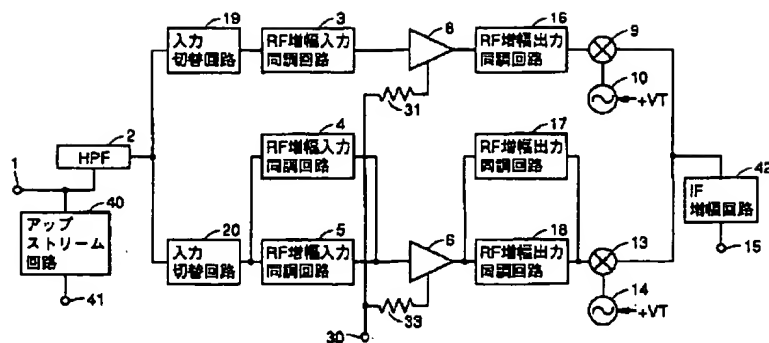 19
入力
切替回路
3
RF増幅入力
同調回路
8
16
RF増幅出力
同調回路
9
10
+VT
31
2
HPF
1
4
RF増幅入力
同調回路
17
RF増幅出力
同調回路
42
IF
増幅回路
15
40
アップ
ストリーム
回路
41
20
入力
切替回路
5
RF増幅入力
同調回路
6
18
RF増幅出力
同調回路
13
14
+VT
33
30